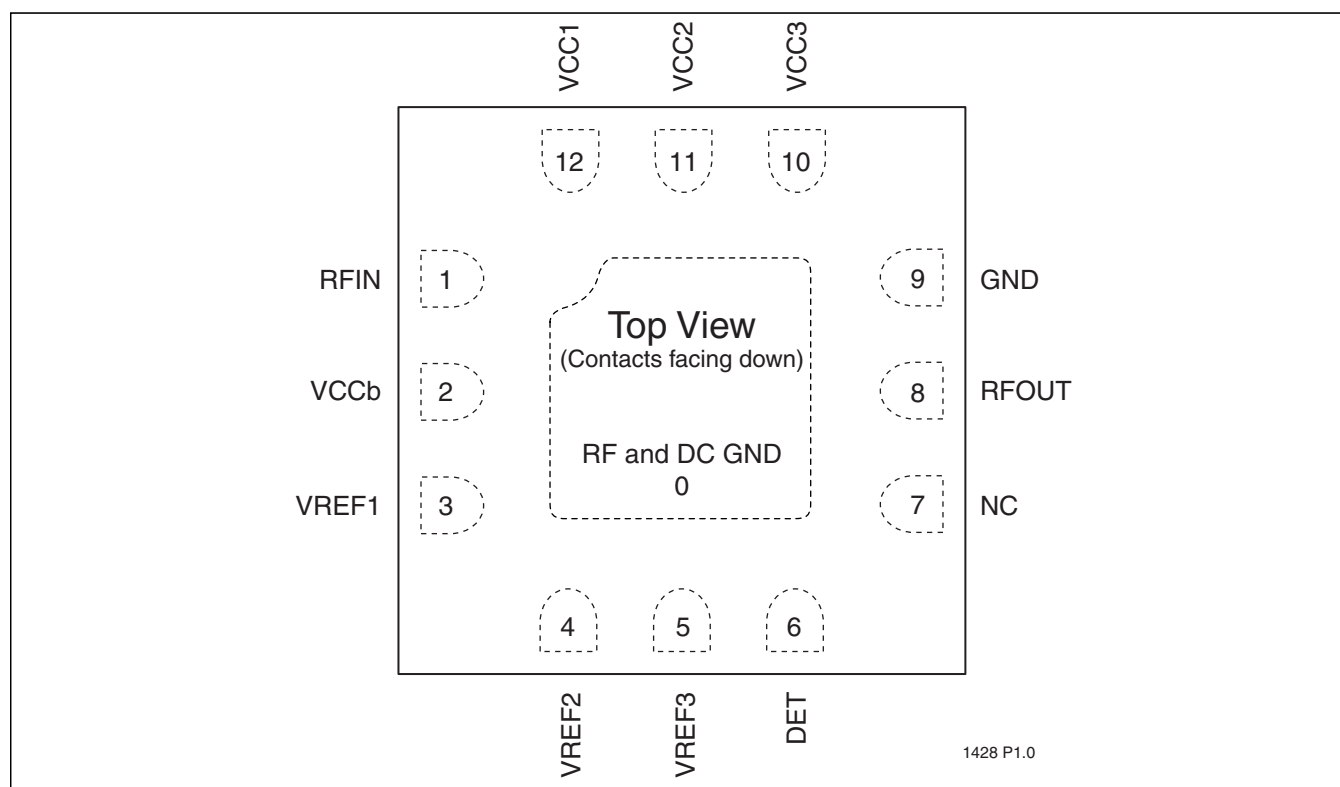 VCC1
VCC2
VCC3
12
11
10
RFIN
1
9
GND
Top View
(Contacts facing down)
VCCb
2
8
RFOUT
RF and DC GND
0
VREF1
3
7
NC
4
5
6
VREF2
VREF3
DET
1428 P1.0